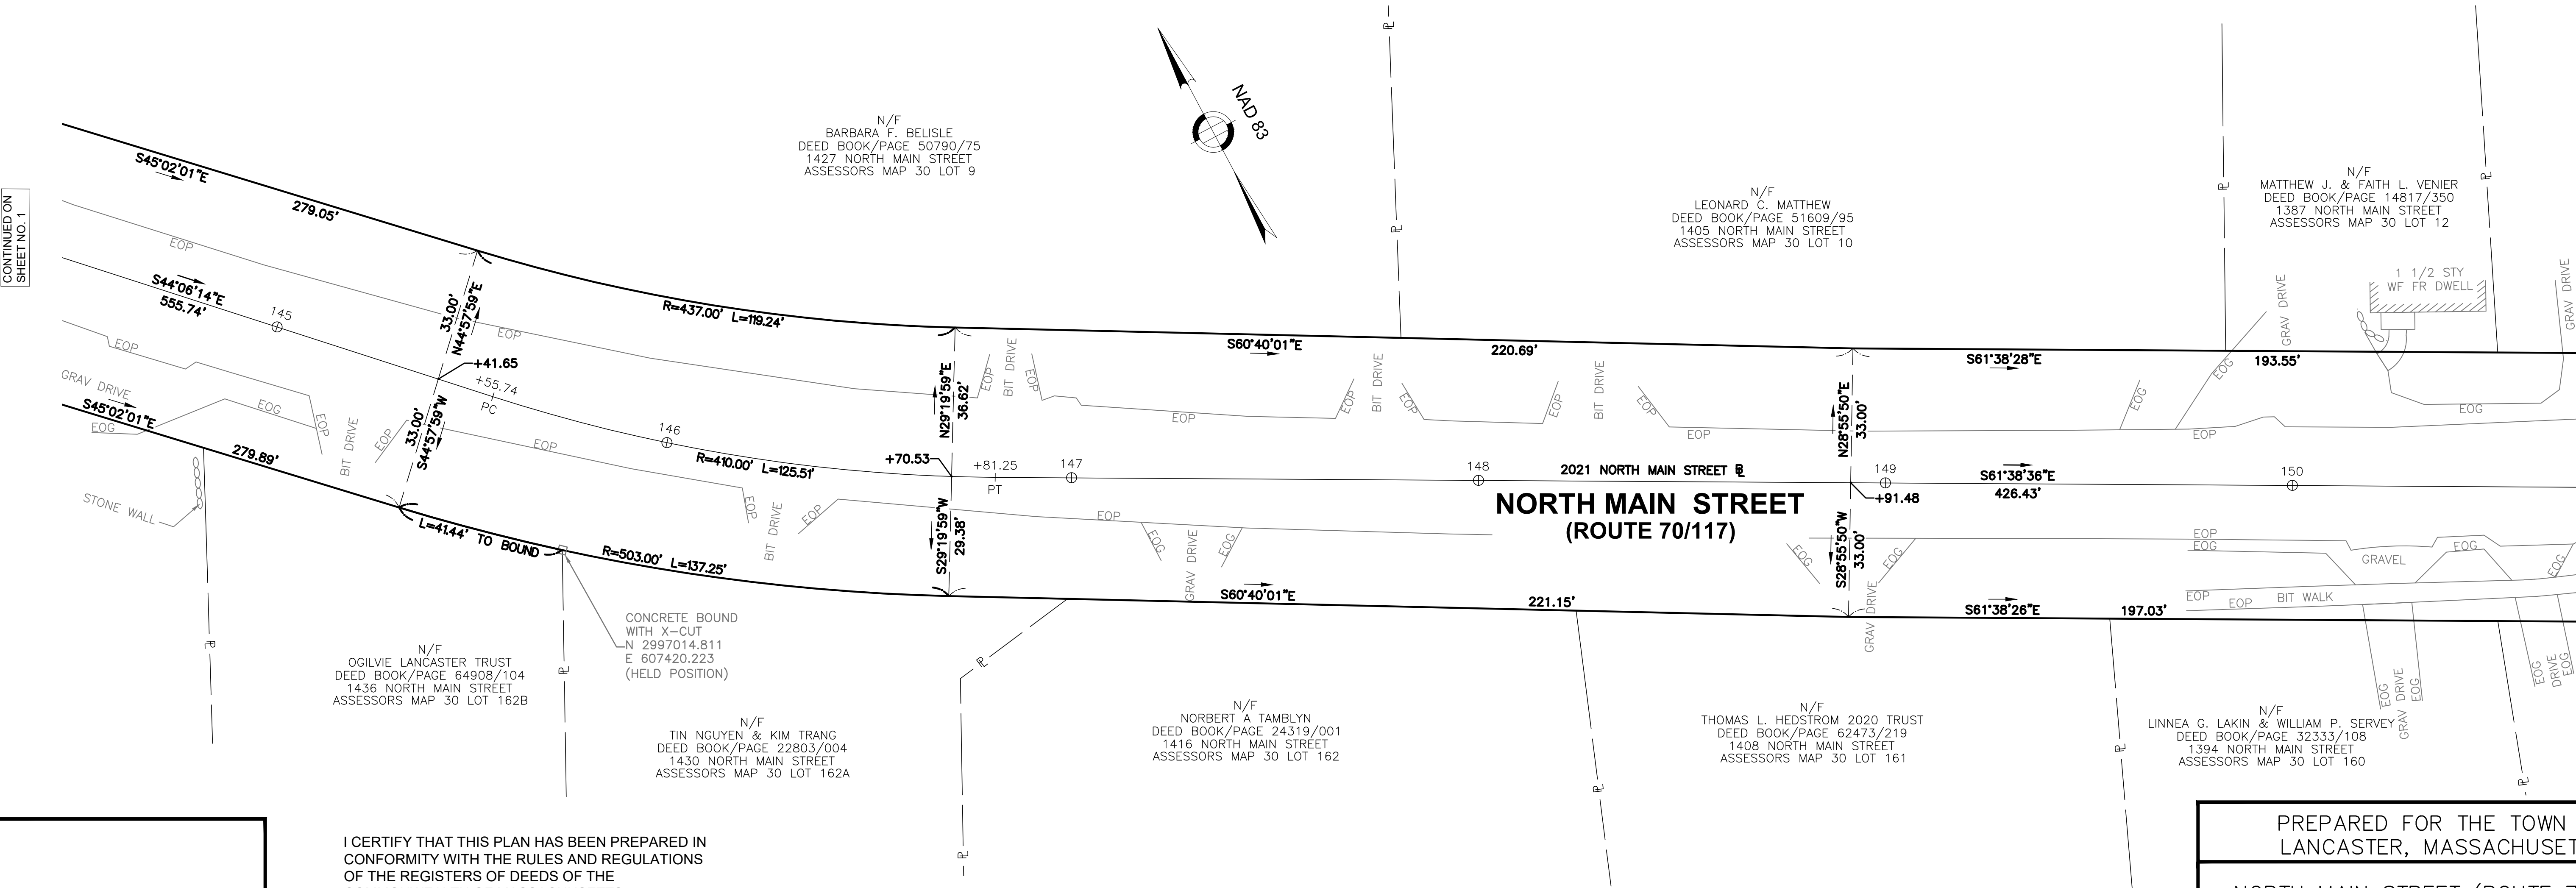 CONTINUED ON
SHEET NO. 1
S45°02'01"E
279.05'
EOP
S44°06'14"E
555.74'
145
EOP
GRAV DRIVE
S45°02'01"E
EOG
EOG
EOP
BIT DRIVE
EOP
279.89'
STONE WALL
33.00'
N44°57'59"E
+41.65
+55.74
PC
33.00'
S44°57'59"W
EOP
EOP
N/F
BARBARA F. BELISLE
DEED BOOK/PAGE 50790/75
1427 NORTH MAIN STREET
ASSESSORS MAP 30 LOT 9
R=437.00' L=119.24'
146
R=410.00' L=125.51'
L=41.44' TO BOUND
R=503.00' L=137.25'
EOP
BIT DRIVE
EOP
CONCRETE BOUND
WITH X-CUT
N 2997014.811
E 607420.223
(HELD POSITION)
NAD 83
N29°19'59"E
36.62'
+70.53
+81.25
PT
147
S29°19'59"W
29.38'
EOP
BIT DRIVE
EOP
EOP
EOP
BIT DRIVE
EOP
EOP
BIT DRIVE
EOP
EOP
S60°40'01"E
220.69'
148
2021 NORTH MAIN STREET BL
NORTH MAIN STREET
(ROUTE 70/117)
EOP
EOG
GRAV DRIVE
EOG
S60°40'01"E
221.15'
PL
PL
N/F
LEONARD C. MATTHEW
DEED BOOK/PAGE 51609/95
1405 NORTH MAIN STREET
ASSESSORS MAP 30 LOT 10
N28°55'50"E
33.00'
149
+91.48
S28°55'50"W
33.00'
EOG
EOG
GRAV DRIVE
S61°38'28"E
193.55'
S61°38'36"E
426.43'
150
S61°38'26"E
197.03'
PL
PL
N/F
MATTHEW J. & FAITH L. VENIER
DEED BOOK/PAGE 14817/350
1387 NORTH MAIN STREET
ASSESSORS MAP 30 LOT 12
1 1/2 STY
WF FR DWELL
GRAV DRIVE
GRAV DRIVE
EOG
EOG
EOG
EOP
EOP
EOG
GRAVEL
EOG
EOG
EOP
EOP
BIT WALK
EOG
GRAV DRIVE
EOG
EOG
DRIVE
EOG
PL
N/F
OGILVIE LANCASTER TRUST
DEED BOOK/PAGE 64908/104
1436 NORTH MAIN STREET
ASSESSORS MAP 30 LOT 162B
PL
N/F
TIN NGUYEN & KIM TRANG
DEED BOOK/PAGE 22803/004
1430 NORTH MAIN STREET
ASSESSORS MAP 30 LOT 162A
PL
PL
N/F
NORBERT A TAMBLYN
DEED BOOK/PAGE 24319/001
1416 NORTH MAIN STREET
ASSESSORS MAP 30 LOT 162
PL
N/F
THOMAS L. HEDSTROM 2020 TRUST
DEED BOOK/PAGE 62473/219
1408 NORTH MAIN STREET
ASSESSORS MAP 30 LOT 161
PL
N/F
LINNEA G. LAKIN & WILLIAM P. SERVEY
DEED BOOK/PAGE 32333/108
1394 NORTH MAIN STREET
ASSESSORS MAP 30 LOT 160
PL
I CERTIFY THAT THIS PLAN HAS BEEN PREPARED IN
CONFORMITY WITH THE RULES AND REGULATIONS
OF THE REGISTERS OF DEEDS OF THE
PREPARED FOR THE TOWN
LANCASTER, MASSACHUSET
NORTH MAIN STREET (ROUTE 7